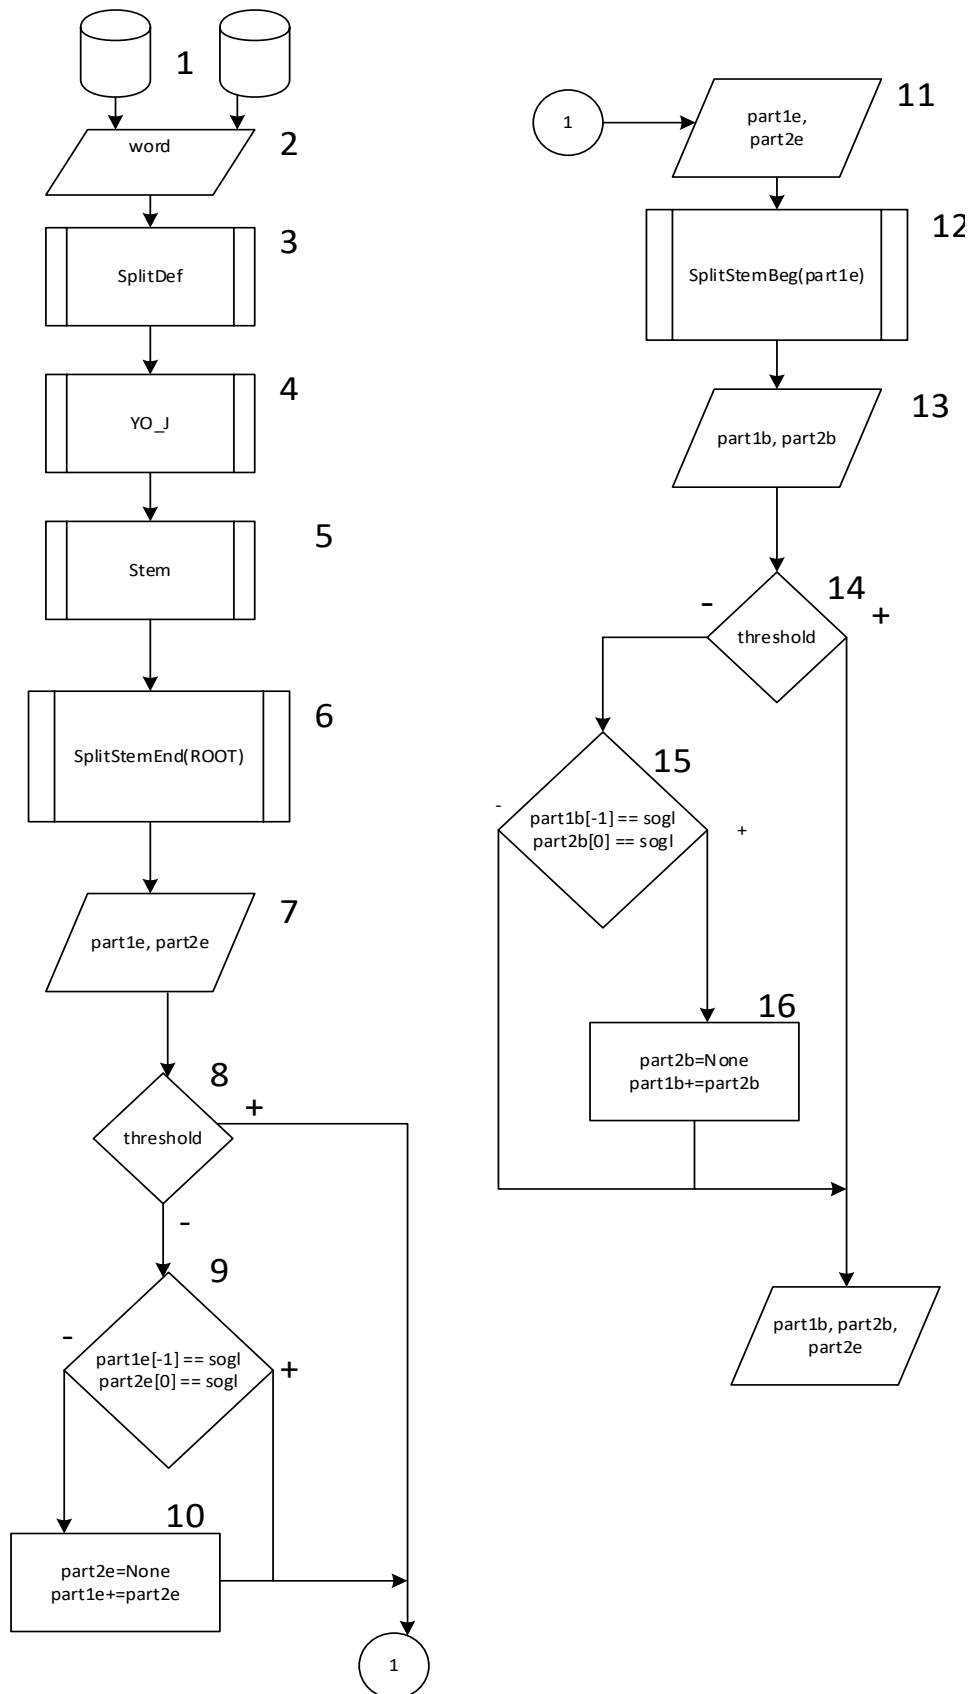 1
word
2
SplitDef
3
YO_J
4
Stem
5
SplitStemEnd(ROOT)
6
part1e, part2e
7
threshold
8
+
-
9
-
part1e[-1] == sogl
part2e[0] == sogl
+
10
part2e=None
part1e+=part2e
1
1
part1e,
part2e
11
SplitStemBeg(part1e)
12
part1b, part2b
13
-
threshold
14
+
15
-
part1b[-1] == sogl
part2b[0] == sogl
+
16
part2b=None
part1b+=part2b
part1b, part2b,
part2e